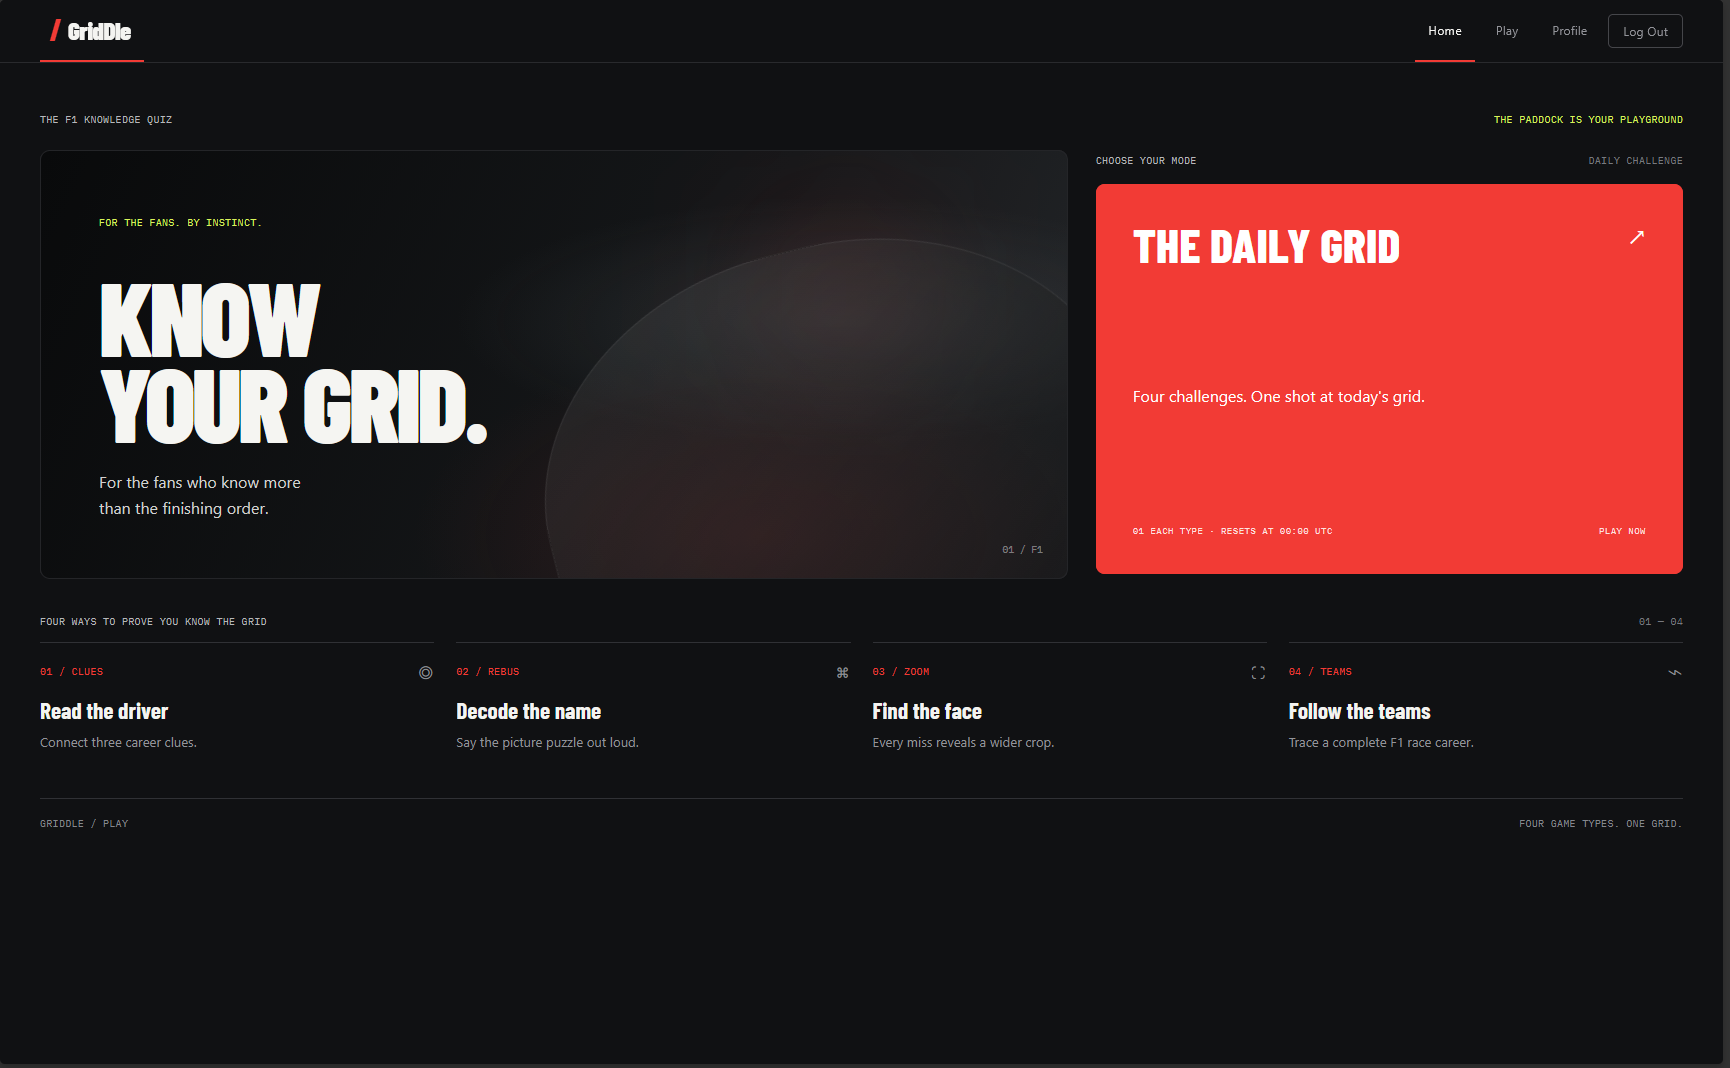 / GridDle
Home
Play
Profile
Log Out
THE F1 KNOWLEDGE QUIZ
THE PADDOCK IS YOUR PLAYGROUND
FOR THE FANS. BY INSTINCT.
KNOW
YOUR GRID.
For the fans who know more
than the finishing order.
01 / F1
CHOOSE YOUR MODE
DAILY CHALLENGE
THE DAILY GRID
Four challenges. One shot at today's grid.
01 EACH TYPE · RESETS AT 00:00 UTC
PLAY NOW
FOUR WAYS TO PROVE YOU KNOW THE GRID
01 — 04
01 / CLUES
Read the driver
Connect three career clues.
02 / REBUS
Decode the name
Say the picture puzzle out loud.
03 / ZOOM
Find the face
Every miss reveals a wider crop.
04 / TEAMS
Follow the teams
Trace a complete F1 race career.
GRIDDLE / PLAY
FOUR GAME TYPES. ONE GRID.